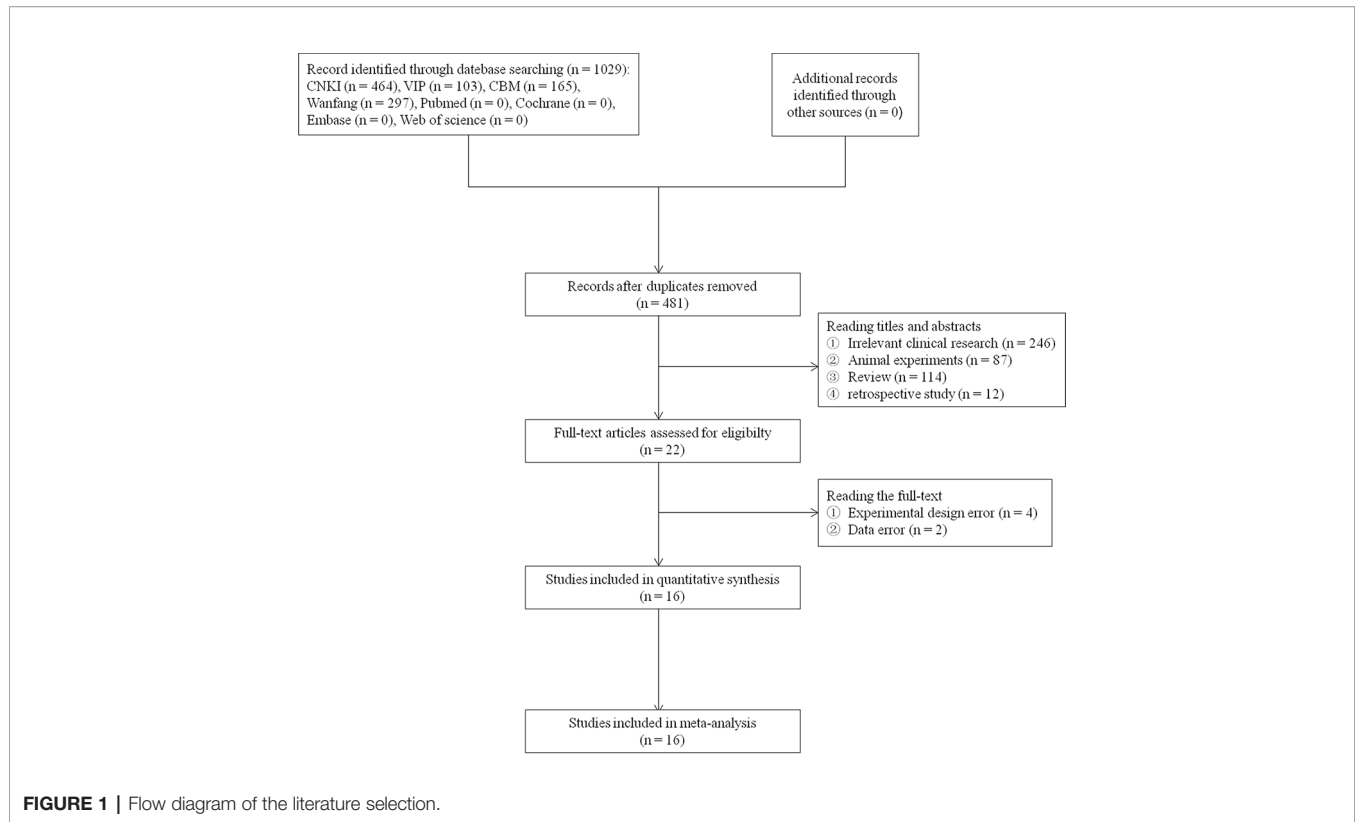 Record identified through datebase searching (n = 1029):
CNKI (n = 464), VIP (n = 103), CBM (n = 165),
Wanfang (n = 297), Pubmed (n = 0), Cochrane (n = 0),
Embase (n = 0), Web of science (n = 0)
Additional records
identified through
other sources (n = 0)
Records after duplicates removed
(n = 481)
Reading titles and abstracts
① Irrelevant clinical research (n = 246)
② Animal experiments (n = 87)
③ Review (n = 114)
④ retrospective study (n = 12)
Full-text articles assessed for eligibilty
(n = 22)
Reading the full-text
① Experimental design error (n = 4)
② Data error (n = 2)
Studies included in quantitative synthesis
(n = 16)
Studies included in meta-analysis
(n = 16)
FIGURE 1 | Flow diagram of the literature selection.